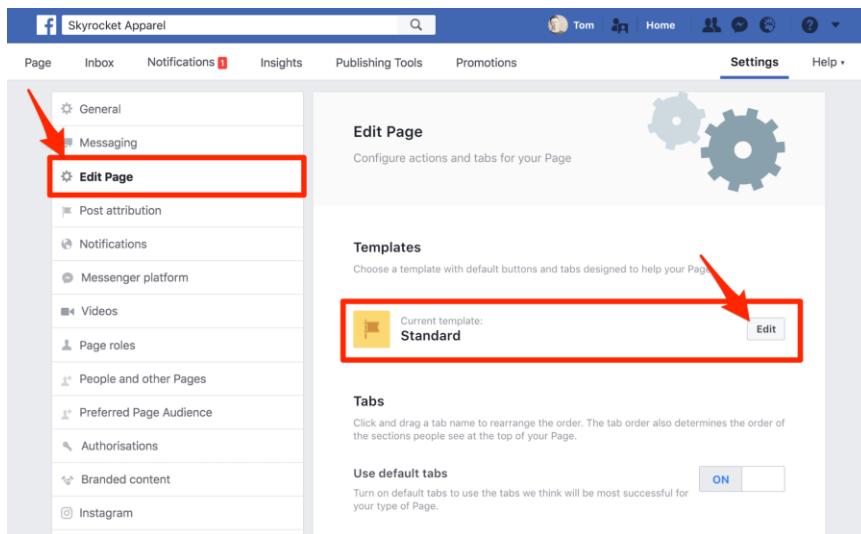 f Skyrocket Apparel Tom Home
Page Inbox Notifications 1 Insights Publishing Tools Promotions Settings Help
General
Messaging
Edit Page
Post attribution
Notifications
Messenger platform
Videos
Page roles
People and other Pages
Preferred Page Audience
Authorisations
Branded content
Instagram
Edit Page
Configure actions and tabs for your Page
Templates
Choose a template with default buttons and tabs designed to help your Page
Current template:
Standard
Edit
Tabs
Click and drag a tab name to rearrange the order. The tab order also determines the order of
the sections people see at the top of your Page.
Use default tabs
ON
Turn on default tabs to use the tabs we think will be most successful for
your type of Page.